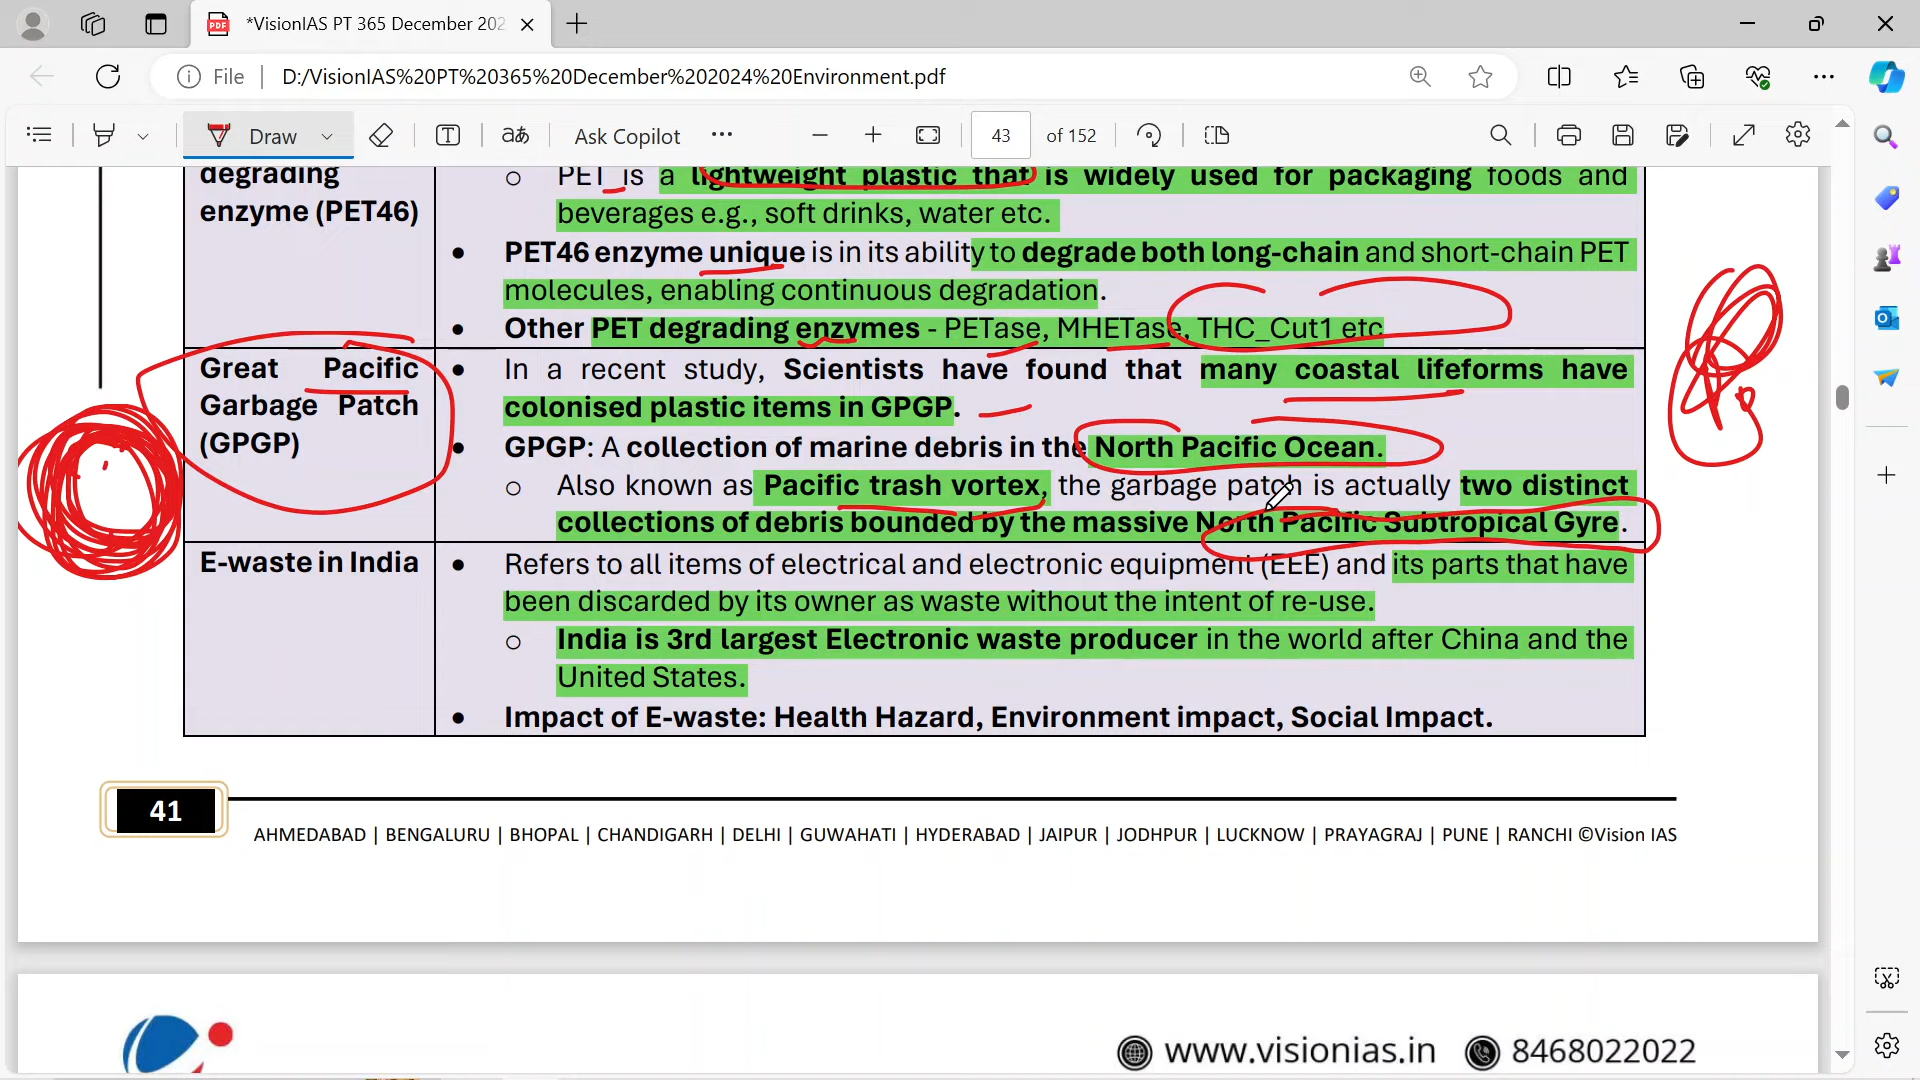 *VisionIAS PT 365 December 202
File
D:/VisionIAS%20PT%20365%20December%202024%20Environment.pdf
Draw
aあ
Ask Copilot
43
of 152
degrading
enzyme (PET46)
o PET is a lightweight plastic that is widely used for packaging foods and
beverages e.g., soft drinks, water etc.
• PET46 enzyme unique is in its ability to degrade both long-chain and short-chain PET
molecules, enabling continuous degradation.
• Other PET degrading enzymes - PETase, MHETase, THC_Cut1 etc
Great Pacific
Garbage Patch
(GPGP)
• In a recent study, Scientists have found that many coastal lifeforms have
colonised plastic items in GPGP.
• GPGP: A collection of marine debris in the North Pacific Ocean.
o Also known as Pacific trash vortex, the garbage patch is actually two distinct
collections of debris bounded by the massive North Pacific Subtropical Gyre.
E-waste in India
• Refers to all items of electrical and electronic equipment (EEE) and its parts that have
been discarded by its owner as waste without the intent of re-use.
o India is 3rd largest Electronic waste producer in the world after China and the
United States.
• Impact of E-waste: Health Hazard, Environment impact, Social Impact.
41
AHMEDABAD | BENGALURU | BHOPAL | CHANDIGARH | DELHI | GUWAHATI | HYDERABAD | JAIPUR | JODHPUR | LUCKNOW | PRAYAGRAJ | PUNE | RANCHI ©Vision IAS
www.visionias.in
8468022022